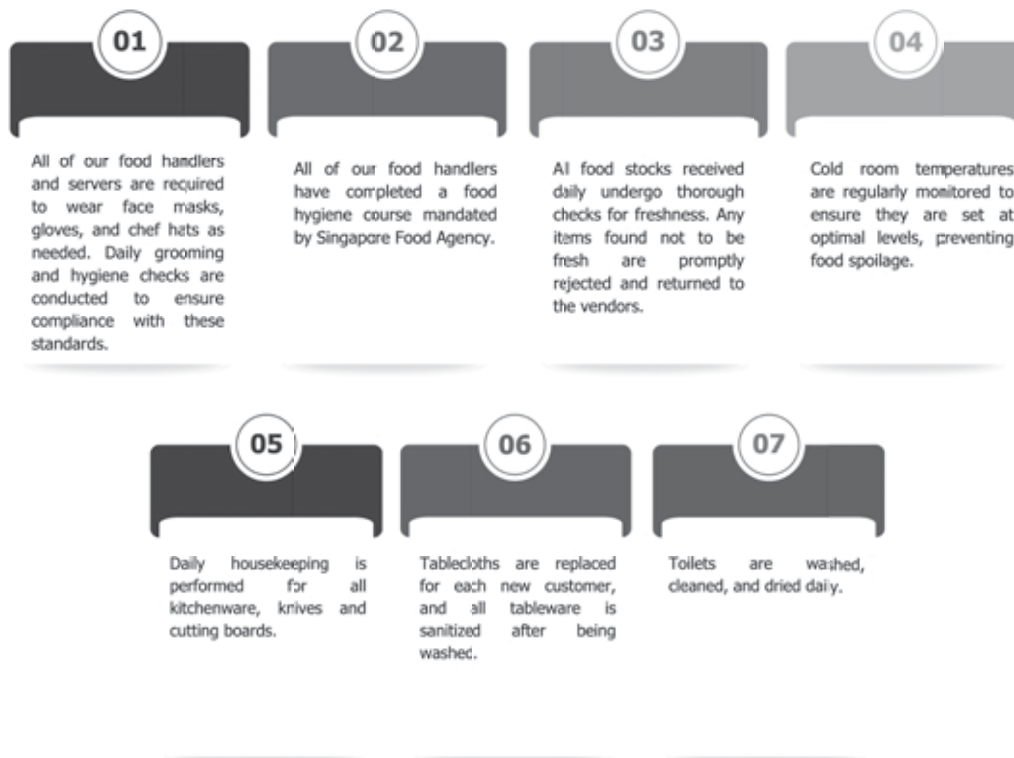 01
All of our food handlers
and servers are required
to wear face masks,
gloves, and chef hats as
needed. Daily grooming
and hygiene checks are
conducted to ensure
compliance with these
standards.
02
All of our food handlers
have completed a food
hygiene course mandated
by Singapore Food Agency.
03
All food stocks received
daily undergo thorough
checks for freshness. Any
items found not to be
fresh are promptly
rejected and returned to
the vendors.
04
Cold room temperatures
are regularly monitored to
ensure they are set at
optimal levels, preventing
food spoilage.
05
Daily housekeeping is
performed for all
kitchenware, knives and
cutting boards.
06
Tablecloths are replaced
for each new customer,
and all tableware is
sanitized after being
washed.
07
Toilets are washed,
cleaned, and dried daily.